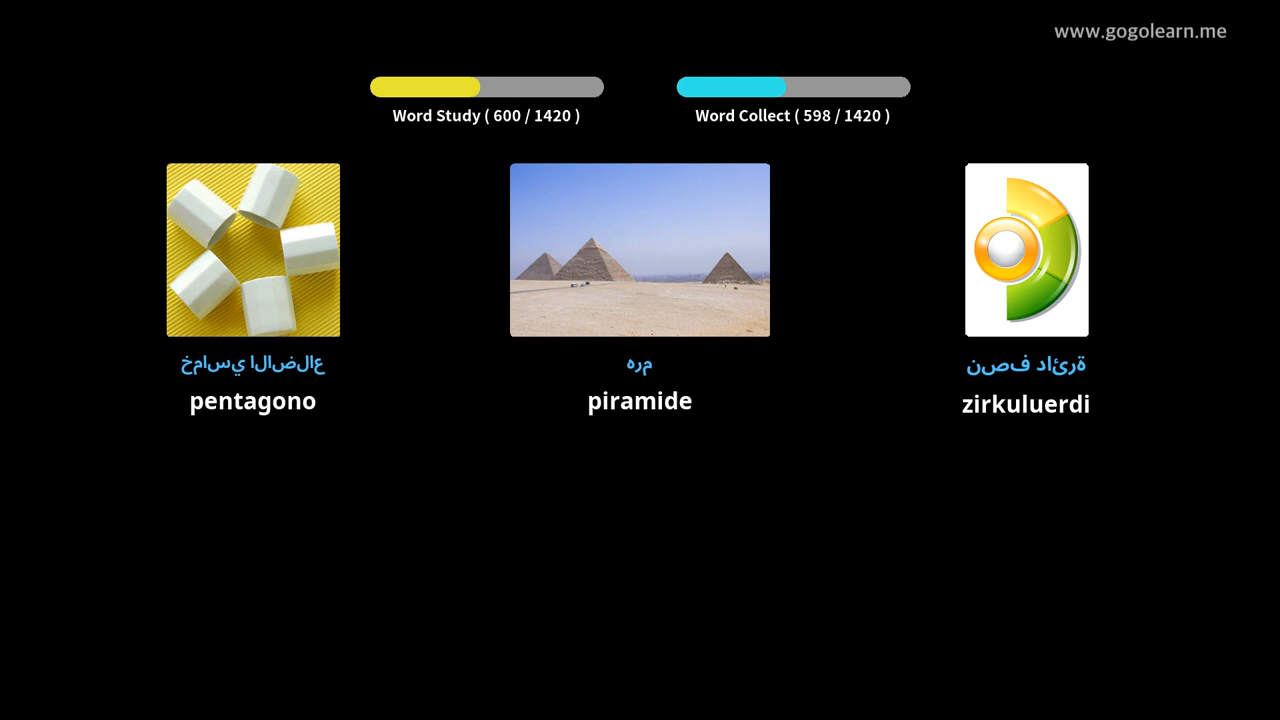 www.gogolearn.me
Word Study ( 600 / 1420 )
Word Collect ( 598 / 1420 )
خماسي الاضلاع
هرم
نصف دائرة
pentagono
piramide
zirkuluerdi